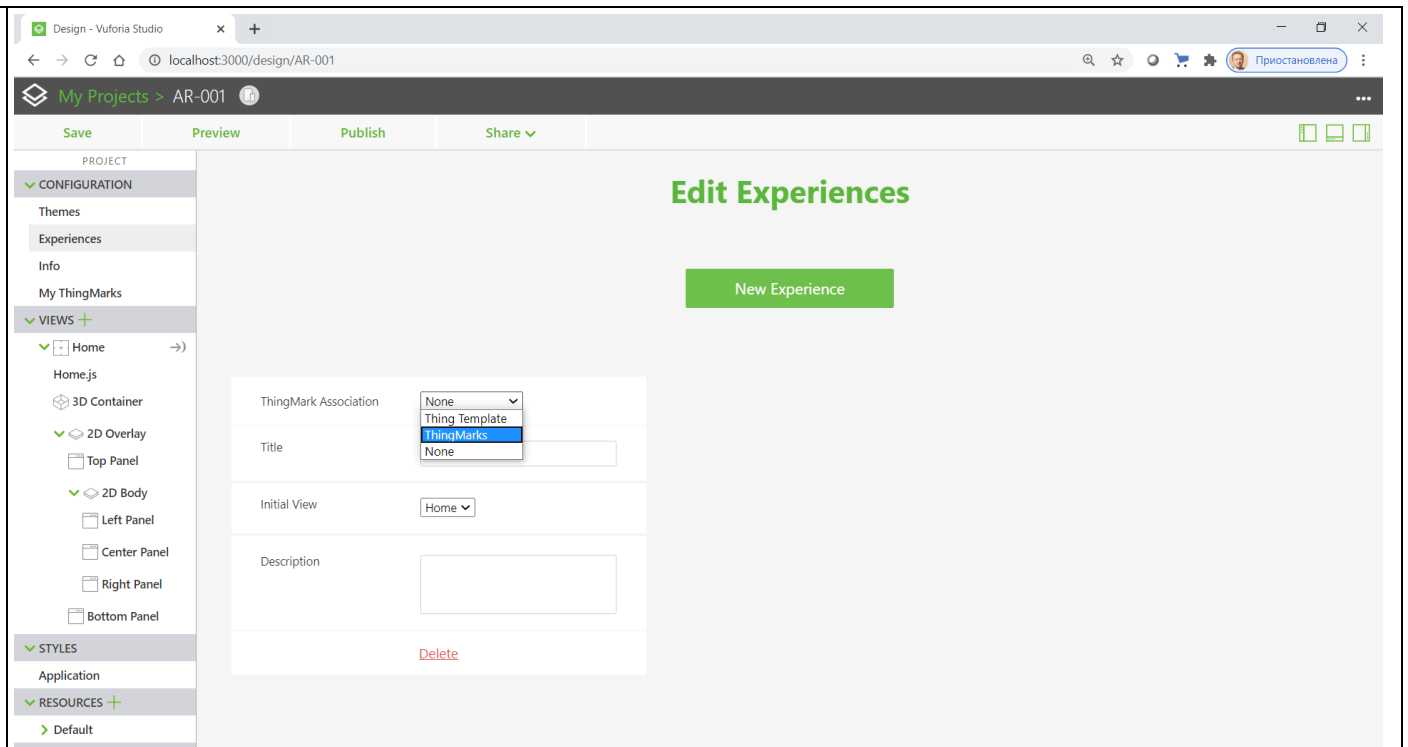 Design - Vuforia Studio
localhost:3000/design/AR-001
Приостановлена
My Projects > AR-001
Save Preview Publish Share
PROJECT
CONFIGURATION
Themes
Experiences
Info
My ThingMarks
VIEWS
Home
Home.js
3D Container
2D Overlay
Top Panel
2D Body
Left Panel
Center Panel
Right Panel
Bottom Panel
STYLES
Application
RESOURCES
Default
Edit Experiences
New Experience
ThingMark Association None
Thing Template
ThingMarks
None
Title
Initial View Home
Description
Delete